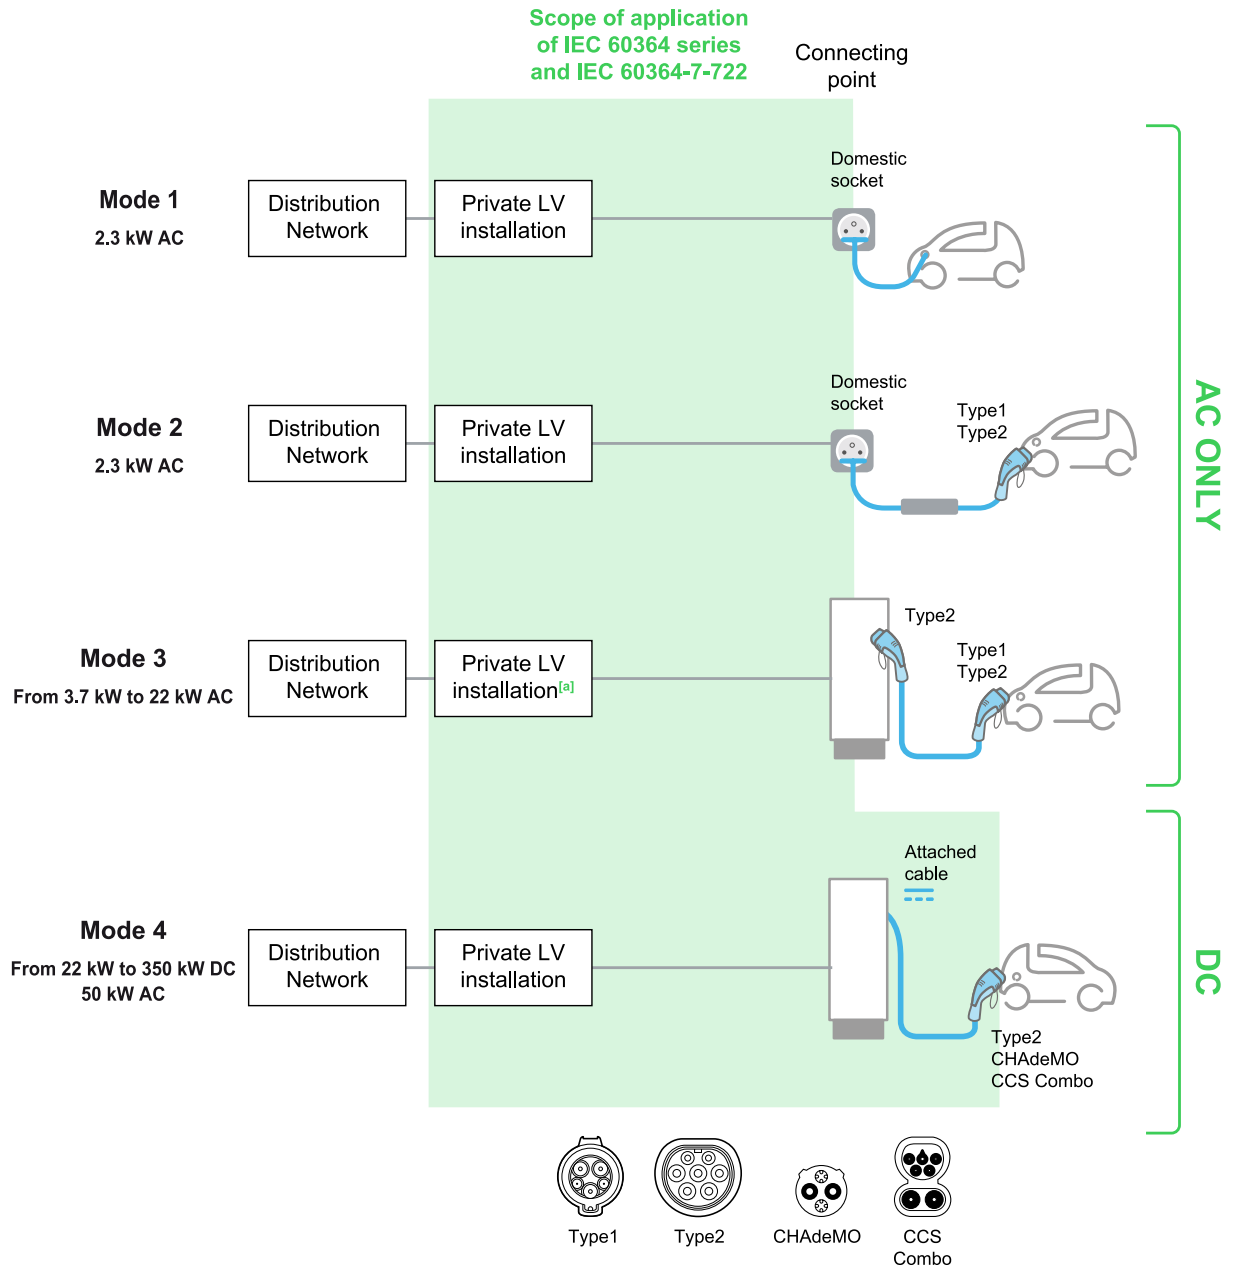 Scope of application
of IEC 60364 series
and IEC 60364-7-722
Connecting
point
Mode 1
2.3 kW AC
Distribution
Network
Private LV
installation
Domestic
socket
Mode 2
2.3 kW AC
Distribution
Network
Private LV
installation
Domestic
socket
Type1
Type2
AC ONLY
Mode 3
From 3.7 kW to 22 kW AC
Distribution
Network
Private LV
installation[a]
Type2
Type1
Type2
Mode 4
From 22 kW to 350 kW DC
50 kW AC
Distribution
Network
Private LV
installation
Attached
cable
Type2
CHAdeMO
CCS Combo
DC
Type1
Type2
CHAdeMO
CCS
Combo